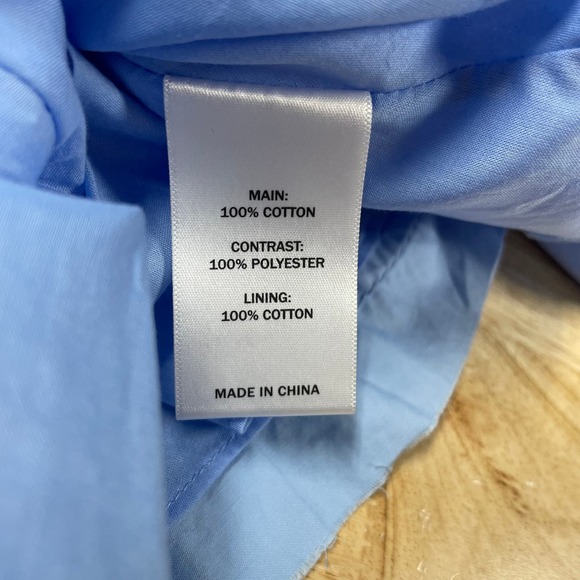 MAIN:
100% COTTON
CONTRAST:
100% POLYESTER
LINING:
100% COTTON
MADE IN CHINA